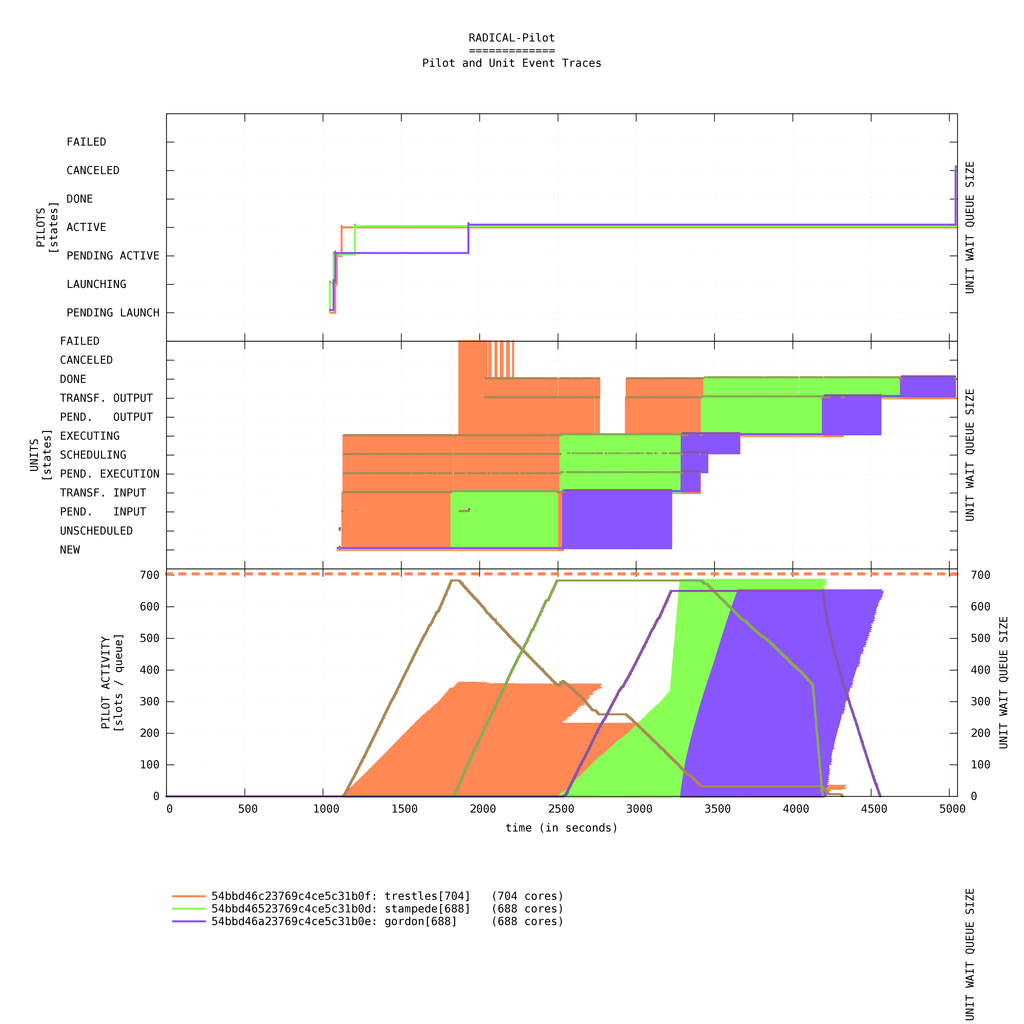 RADICAL-Pilot
=============
Pilot and Unit Event Traces
FAILED
CANCELED
DONE
ACTIVE
PENDING ACTIVE
LAUNCHING
PENDING LAUNCH
PILOTS
[states]
UNIT WAIT QUEUE SIZE
FAILED
CANCELED
DONE
TRANSF. OUTPUT
PEND.   OUTPUT
EXECUTING
SCHEDULING
PEND. EXECUTION
TRANSF. INPUT
PEND.   INPUT
UNSCHEDULED
NEW
UNITS
[states]
UNIT WAIT QUEUE SIZE
700 700
600 600
500 500
400 400
300 300
200 200
100 100
0 0
PILOT ACTIVITY
[slots / queue]
UNIT WAIT QUEUE SIZE
0 500 1000 1500 2000 2500 3000 3500 4000 4500 5000
time (in seconds)
54bbd46c23769c4ce5c31b0f: trestles[704]   (704 cores)
54bbd46523769c4ce5c31b0d: stampede[688]   (688 cores)
54bbd46a23769c4ce5c31b0e: gordon[688]     (688 cores)
UNIT WAIT QUEUE SIZE